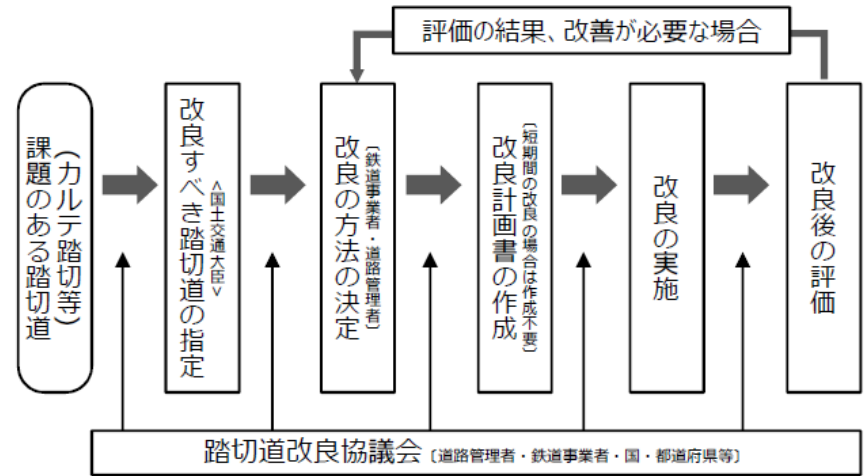 評価の結果、改善が必要な場合
課題のある踏切道
(カルテ踏切等)
改良すべき踏切道の指定
<国土交通大臣>
改良の方法の決定
〔鉄道事業者・道路管理者〕
改良計画書の作成
〔短期間の改良の場合は作成不要〕
改良の実施
改良後の評価
踏切道改良協議会〔道路管理者・鉄道事業者・国・都道府県等〕